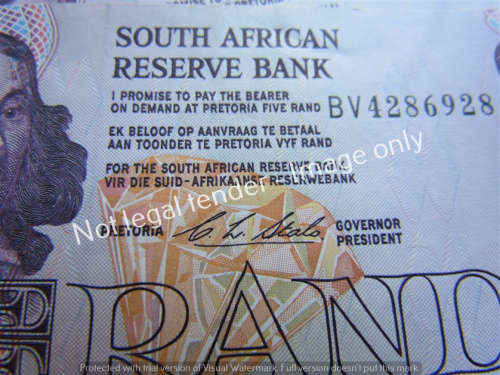 SOUTH AFRICAN
RESERVE BANK
I PROMISE TO PAY THE BEARER
ON DEMAND AT PRETORIA FIVE RAND
BV4286928
EK BELOOF OP AANVRAAG TE BETAAL
AAN TOONDER TE PRETORIA VYF RAND
FOR THE SOUTH AFRICAN RESERVE BANK
VIR DIE SUID-AFRIKAANSE RESERWEBANK
Not legal tender - image only
PRETORIA
C. L. Stals
GOVERNOR
PRESIDENT
RAND
Protected with trial version of Visual Watermark. Full version doesn't put this mark.